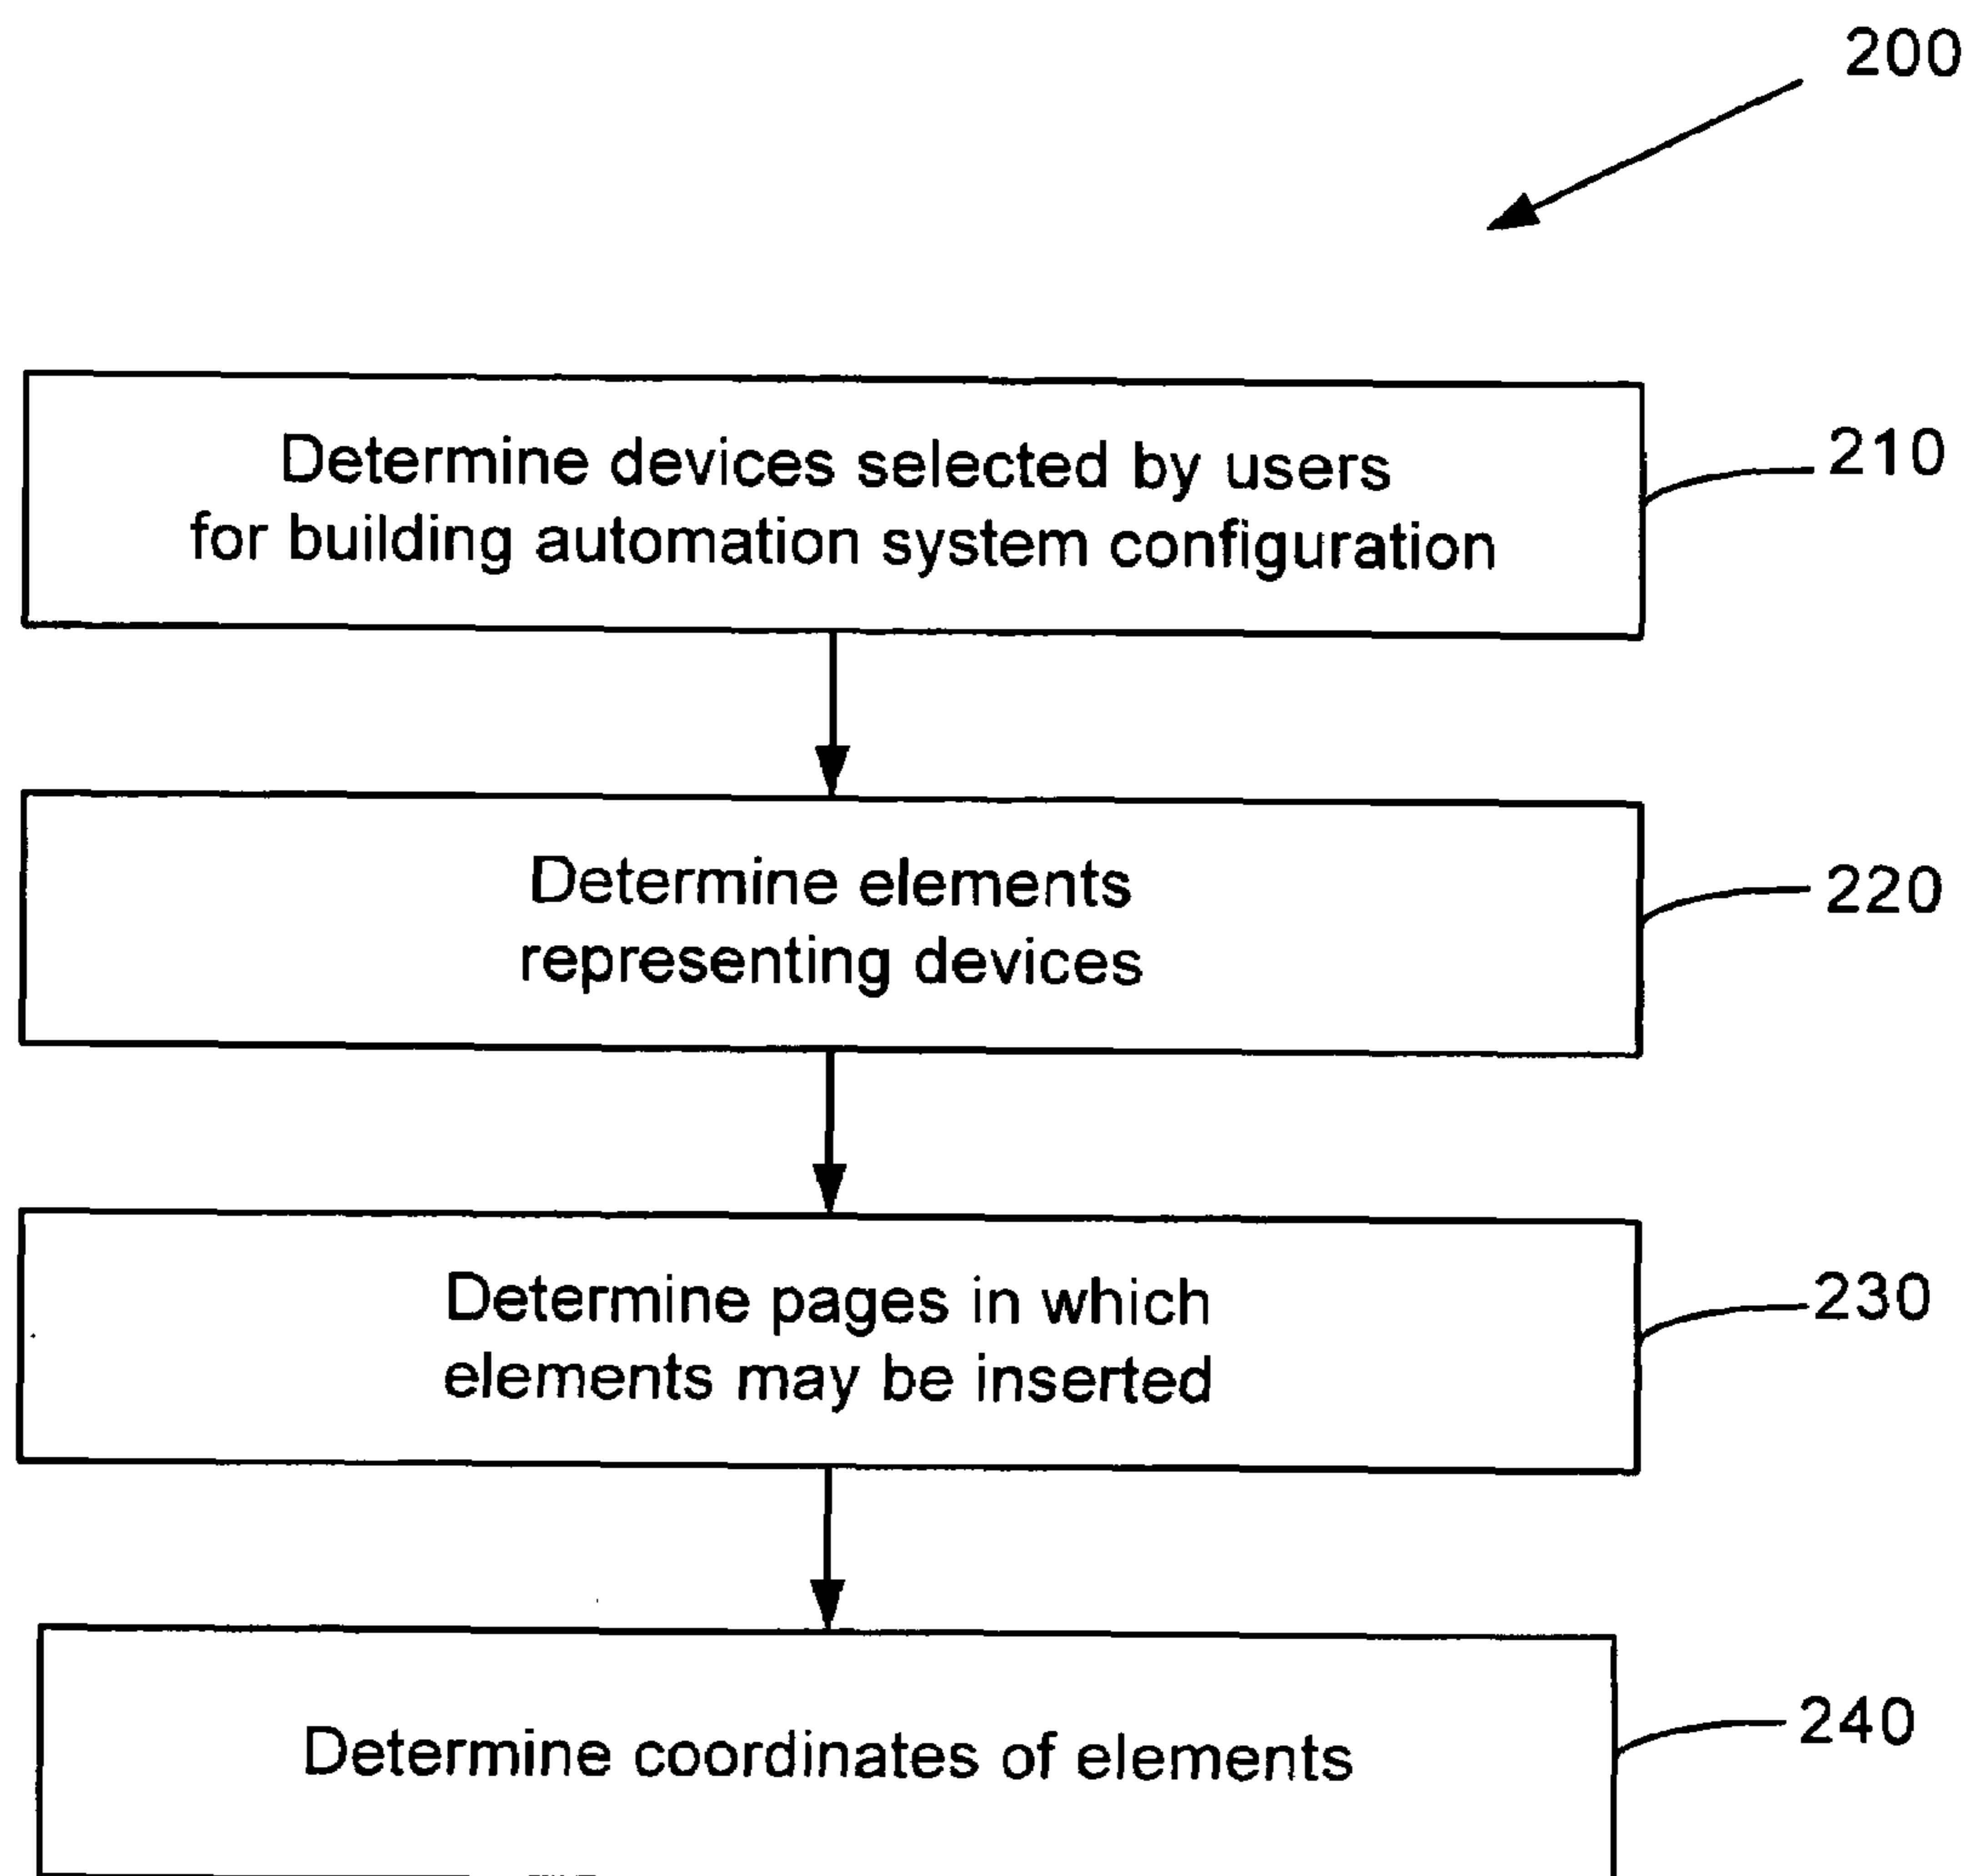 200
Determine devices selected by users
for building automation system configuration
210
Determine elements
representing devices
220
Determine pages in which
elements may be inserted
230
Determine coordinates of elements
240